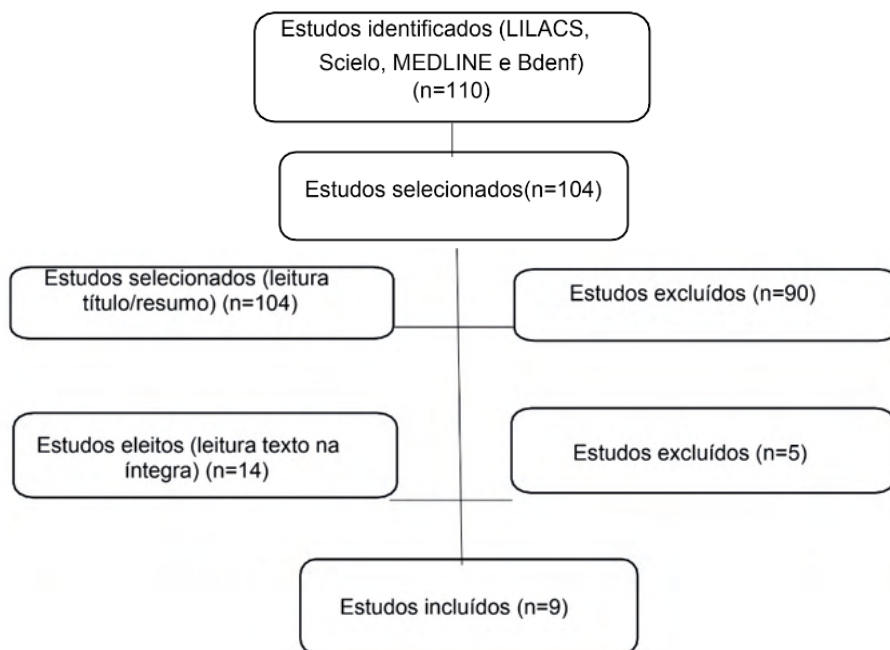 Estudos identificados (LILACS,
Scielo, MEDLINE e Bdenf)
(n=110)
Estudos selecionados(n=104)
Estudos selecionados (leitura
título/resumo) (n=104)
Estudos excluídos (n=90)
Estudos eleitos (leitura texto na
íntegra) (n=14)
Estudos excluídos (n=5)
Estudos incluídos (n=9)